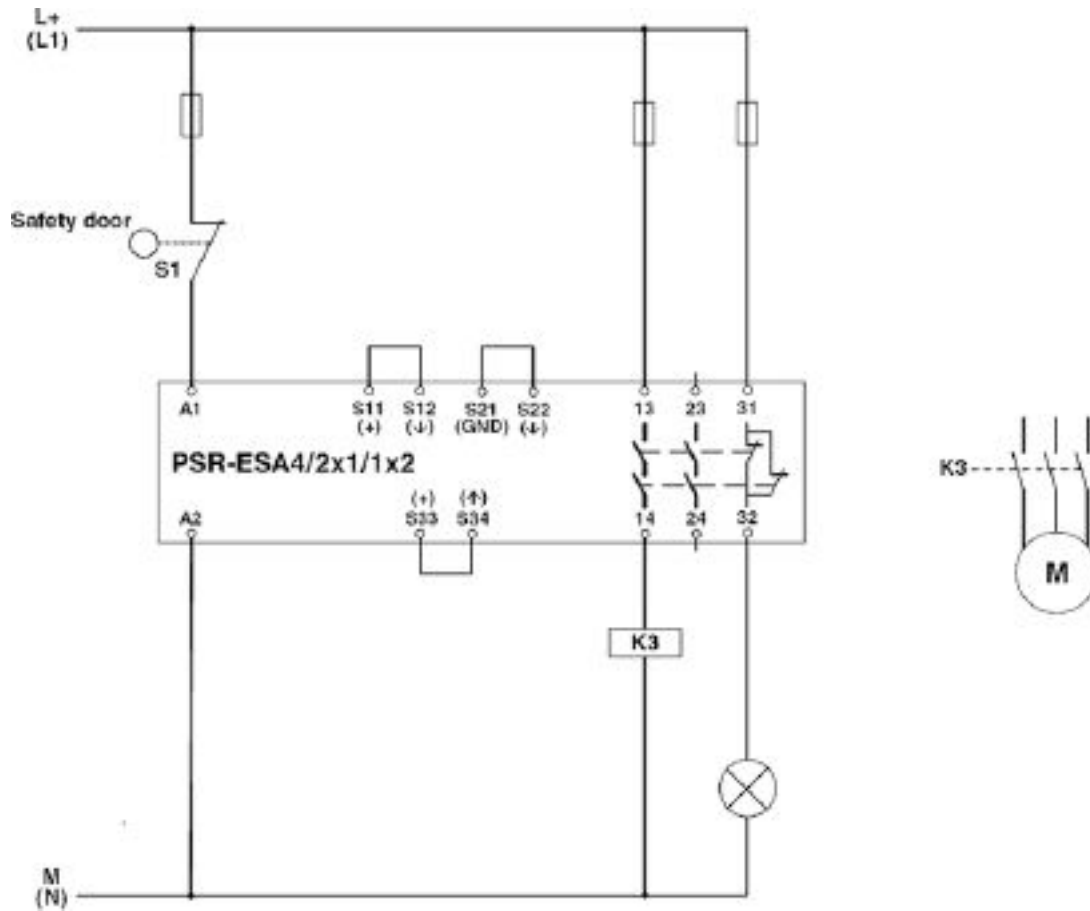 L+
(L1)
Safety door
S1
A1 S11 S12 S21 S22 13 23 31
(+) (↓) (GND) (↓)
PSR-ESA4/2x1/1x2
K3
(+) (↑)
A2 S33 S34 14 24 32
M
K3
M
(N)